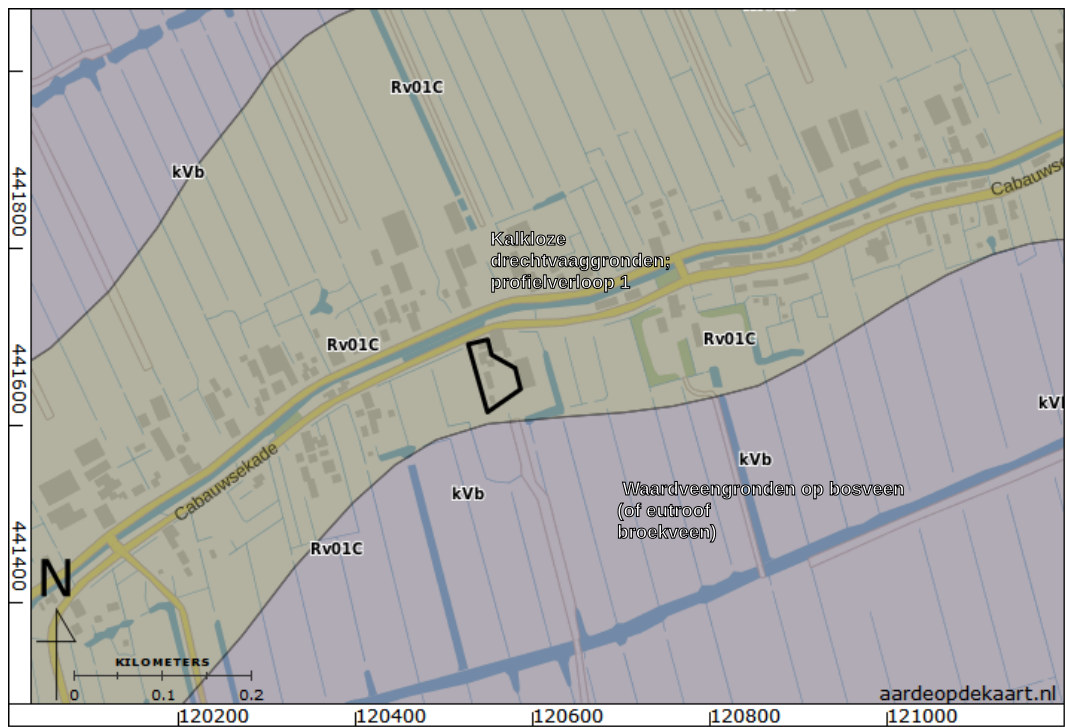 Rv01C
kVb
441800
Cabauwse
Kalkloze
drechtvaaggronden;
profielverloop 1
Rv01C
Rv01C
441600
kVb
kVb
kVb
Waardveengronden op bosveen
(of eutroof
broekveen)
Cabauwsekade
Rv01C
441400
N
KILOMETERS
0 0.1 0.2
aardeopdekaart.nl
120200 120400 120600 120800 121000